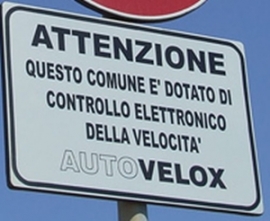 ATTENZIONE
QUESTO COMUNE E' DOTATO DI
CONTROLLO ELETTRONICO
DELLA VELOCITA'
AUTOVELOX